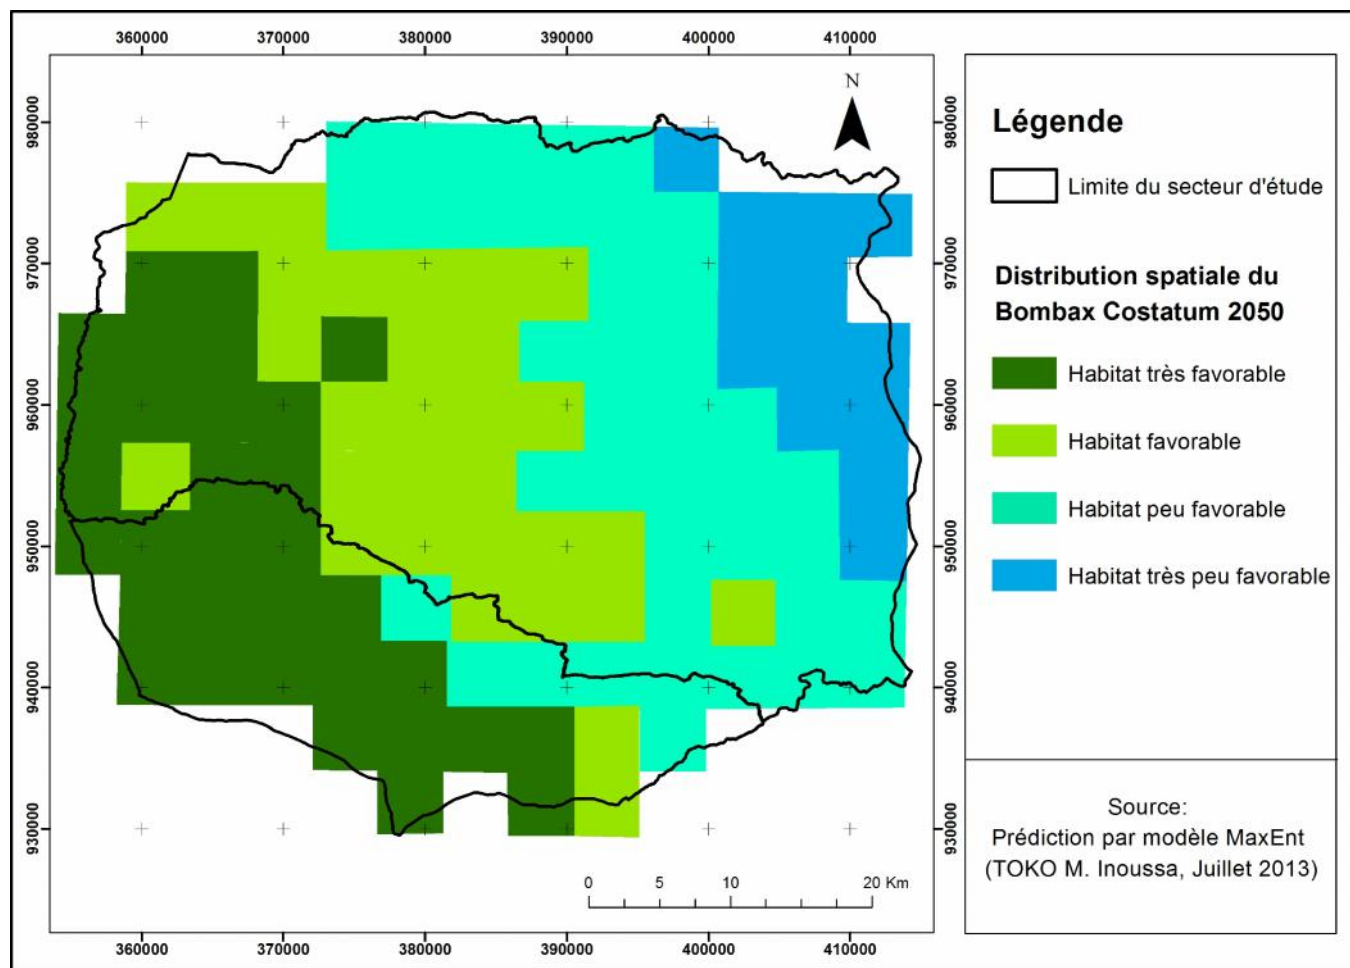 360000 370000 380000 390000 400000 410000
980000 980000
970000 970000
960000 960000
950000 950000
940000 940000
930000 930000
N
0 5 10 20 Km
360000 370000 380000 390000 400000 410000
Légende
Limite du secteur d'étude
Distribution spatiale du
Bombax Costatum 2050
Habitat très favorable
Habitat favorable
Habitat peu favorable
Habitat très peu favorable
Source:
Prédiction par modèle MaxEnt
(TOKO M. Inoussa, Juillet 2013)